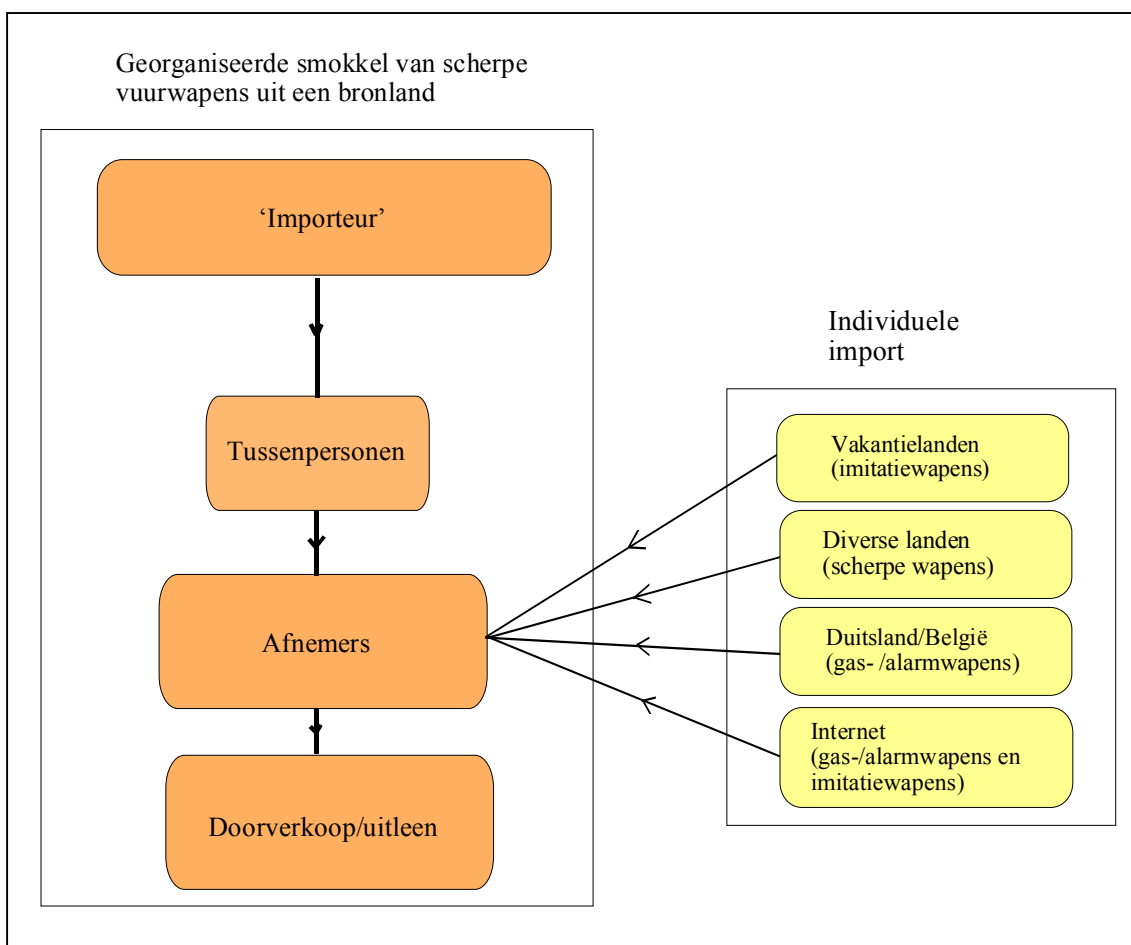 Georganiseerde smokkel van scherpe
vuurwapens uit een bronland
‘Importeur’
Tussenpersonen
Afnemers
Doorverkoop/uitleen
Individuele
import
Vakantielanden
(imitatiewapens)
Diverse landen
(scherpe wapens)
Duitsland/België
(gas- /alarmwapens)
Internet
(gas-/alarmwapens en
imitatiewapens)